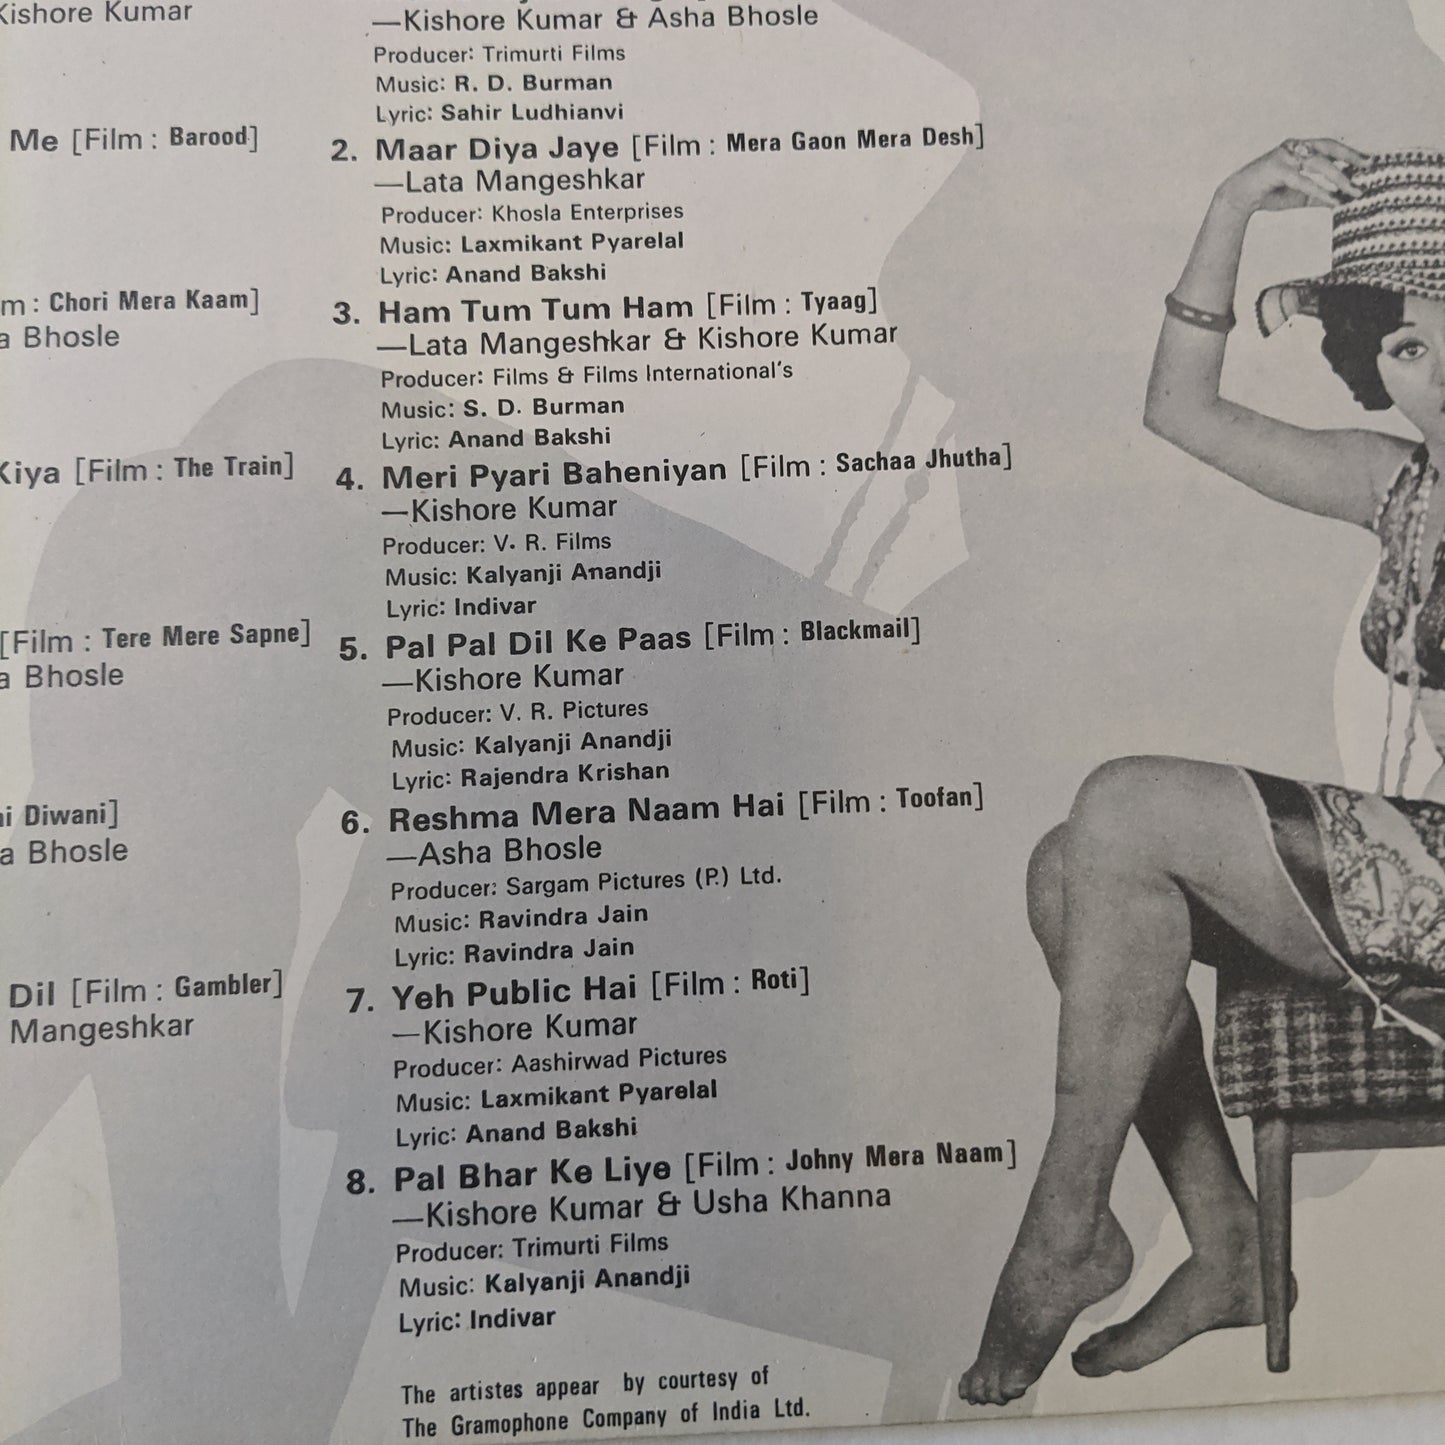 Kishore Kumar
Me [Film : Barood]
: Chori Mera Kaam]
Bhosle
Kiya [Film : The Train]
[Film : Tere Mere Sapne]
Bhosle
Diwani]
Bhosle
Dil [Film : Gambler]
Mangeshkar
—Kishore Kumar & Asha Bhosle
Producer: Trimurti Films
Music: R. D. Burman
Lyric: Sahir Ludhianvi
2. Maar Diya Jaye [Film : Mera Gaon Mera Desh]
—Lata Mangeshkar
Producer: Khosla Enterprises
Music: Laxmikant Pyarelal
Lyric: Anand Bakshi
3. Ham Tum Tum Ham [Film : Tyaag]
—Lata Mangeshkar & Kishore Kumar
Producer: Films & Films International's
Music: S. D. Burman
Lyric: Anand Bakshi
4. Meri Pyari Baheniyan [Film : Sachaa Jhutha]
—Kishore Kumar
Producer: V. R. Films
Music: Kalyanji Anandji
Lyric: Indivar
5. Pal Pal Dil Ke Paas [Film : Blackmail]
—Kishore Kumar
Producer: V. R. Pictures
Music: Kalyanji Anandji
Lyric: Rajendra Krishan
6. Reshma Mera Naam Hai [Film : Toofan]
—Asha Bhosle
Producer: Sargam Pictures (P.) Ltd.
Music: Ravindra Jain
Lyric: Ravindra Jain
7. Yeh Public Hai [Film : Roti]
—Kishore Kumar
Producer: Aashirwad Pictures
Music: Laxmikant Pyarelal
Lyric: Anand Bakshi
8. Pal Bhar Ke Liye [Film : Johny Mera Naam]
—Kishore Kumar & Usha Khanna
Producer: Trimurti Films
Music: Kalyanji Anandji
Lyric: Indivar
The artistes appear by courtesy of
The Gramophone Company of India Ltd.